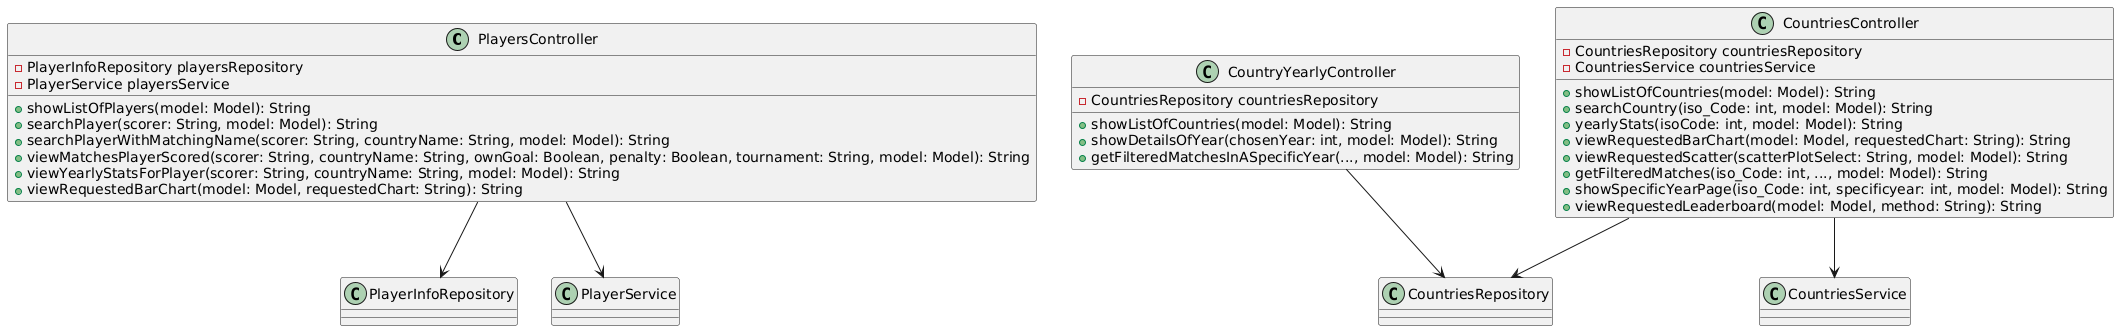 C PlayersController
PlayerInfoRepository playersRepository
PlayerService playersService
showListOfPlayers(model: Model): String
searchPlayer(scorer: String, model: Model): String
searchPlayerWithMatchingName(scorer: String, countryName: String, model: Model): String
viewMatchesPlayerScored(scorer: String, countryName: String, ownGoal: Boolean, penalty: Boolean, tournament: String, model: Model): String
viewYearlyStatsForPlayer(scorer: String, countryName: String, model: Model): String
viewRequestedBarChart(model: Model, requestedChart: String): String
C CountryYearlyController
CountriesRepository countriesRepository
showListOfCountries(model: Model): String
showDetailsOfYear(chosenYear: int, model: Model): String
getFilteredMatchesInASpecificYear(..., model: Model): String
C CountriesController
CountriesRepository countriesRepository
CountriesService countriesService
showListOfCountries(model: Model): String
searchCountry(iso_Code: int, model: Model): String
yearlyStats(isoCode: int, model: Model): String
viewRequestedBarChart(model: Model, requestedChart: String): String
viewRequestedScatter(scatterPlotSelect: String, model: Model): String
getFilteredMatches(iso_Code: int, ..., model: Model): String
showSpecificYearPage(iso_Code: int, specificyear: int, model: Model): String
viewRequestedLeaderboard(model: Model, method: String): String
C PlayerInfoRepository
C PlayerService
C CountriesRepository
C CountriesService